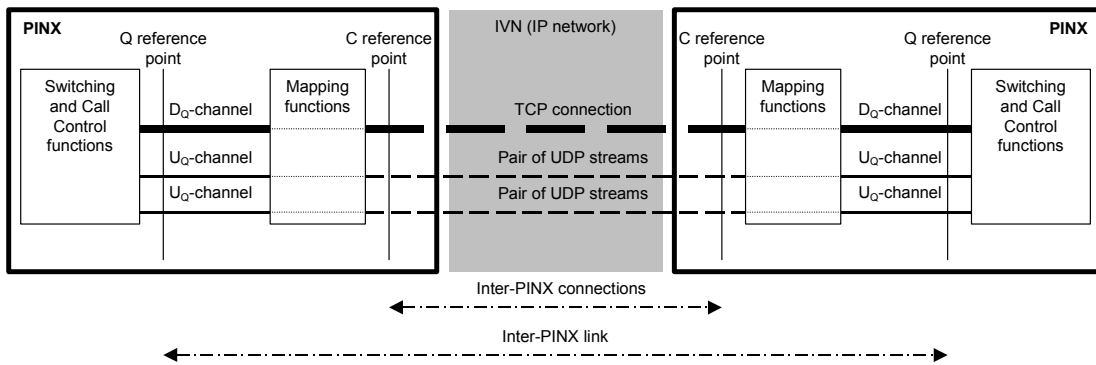 PINX
IVN (IP network)
PINX
Q reference
point
C reference
point
C reference
point
Q reference
point
Switching
and Call
Control
functions
Mapping
functions
Mapping
functions
Switching
and Call
Control
functions
DQ-channel
TCP connection
DQ-channel
UQ-channel
Pair of UDP streams
UQ-channel
UQ-channel
Pair of UDP streams
UQ-channel
Inter-PINX connections
Inter-PINX link